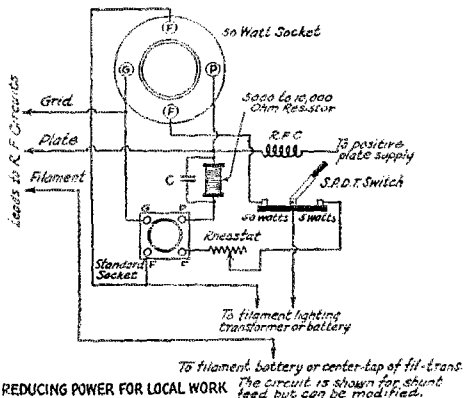 50 Watt Socket
F
G
P
F
5000 to 10,000
Ohm Resistor
Leads to R F Circuits
Grid
Plate
Filament
R F C
To positive
plate supply
S.P.D.T. Switch
C
50 watts
5 watts
G
P
Rheostat
Standard
Socket
F
F
To filament lighting
transformer or battery
To filament battery or center-tap of fil-trans.
REDUCING POWER FOR LOCAL WORK
The circuit is shown for shunt
feed but can be modified.